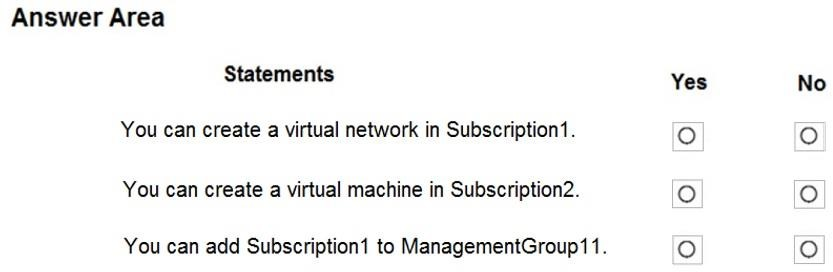 Answer Area
Statements Yes No
You can create a virtual network in Subscription1.
You can create a virtual machine in Subscription2.
You can add Subscription1 to ManagementGroup11.